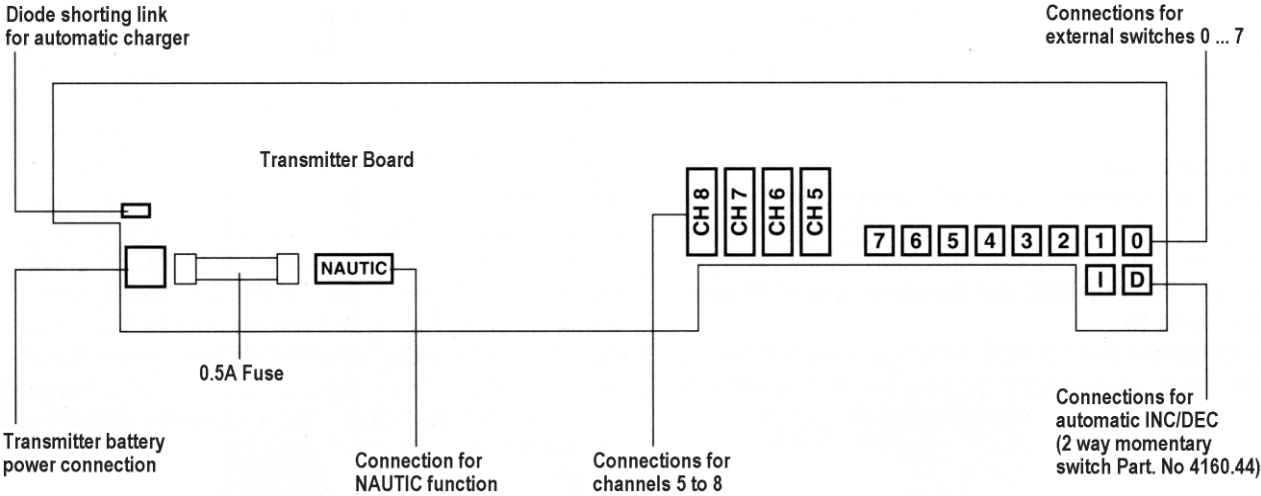 Diode shorting link
for automatic charger
Connections for
external switches 0 ... 7
Transmitter Board
CH 8
CH 7
CH 6
CH 5
7 6 5 4 3 2 1 0
NAUTIC
I D
0.5A Fuse
Transmitter battery
power connection
Connection for
NAUTIC function
Connections for
channels 5 to 8
Connections for
automatic INC/DEC
(2 way momentary
switch Part. No 4160.44)